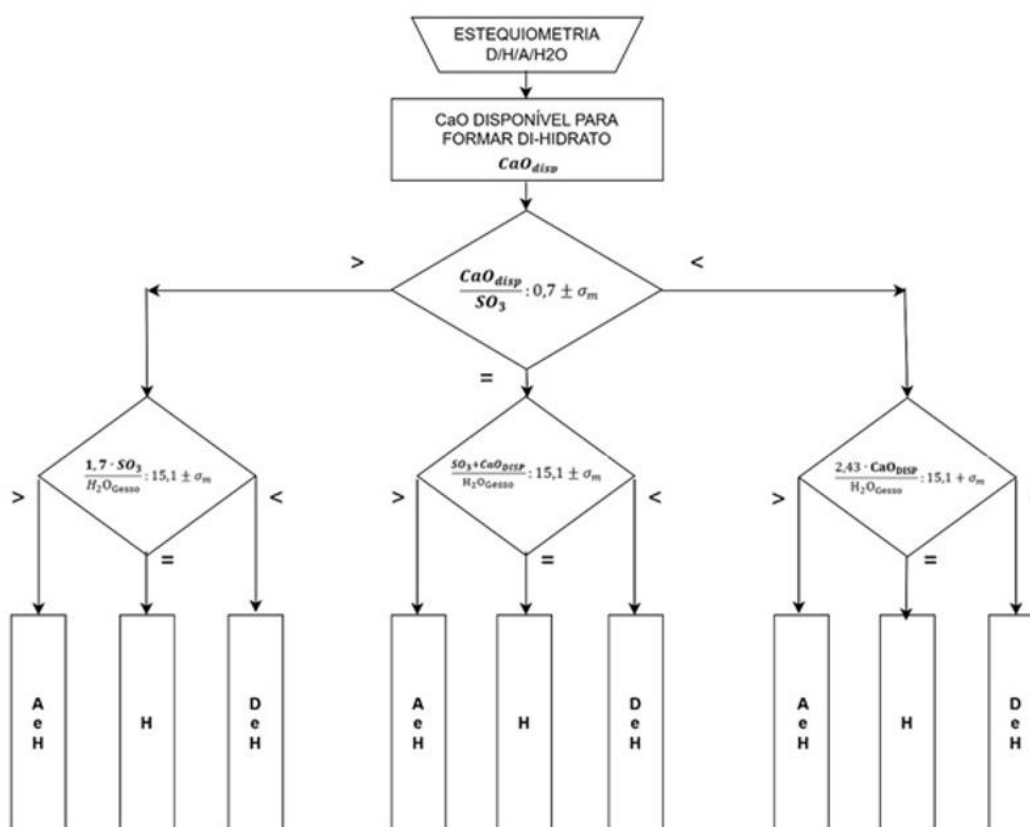 ESTEQUIOMETRIA
D/H/A/H2O
CaO DISPONÍVEL PARA
FORMAR DI-HIDRATO
CaO_disp
>
<
CaO_disp / SO₃ : 0,7 ± σₘ
=
1,7 · SO₃ / H₂O_Gesso : 15,1 ± σₘ
SO₃+CaO_DISP / H₂O_Gesso : 15,1 ± σₘ
2,43 · CaO_DISP / H₂O_Gesso : 15,1 + σₘ
>
<
>
<
>
=
=
=
A
e
H
H
D
e
H
A
e
H
H
D
e
H
A
e
H
H
D
e
H